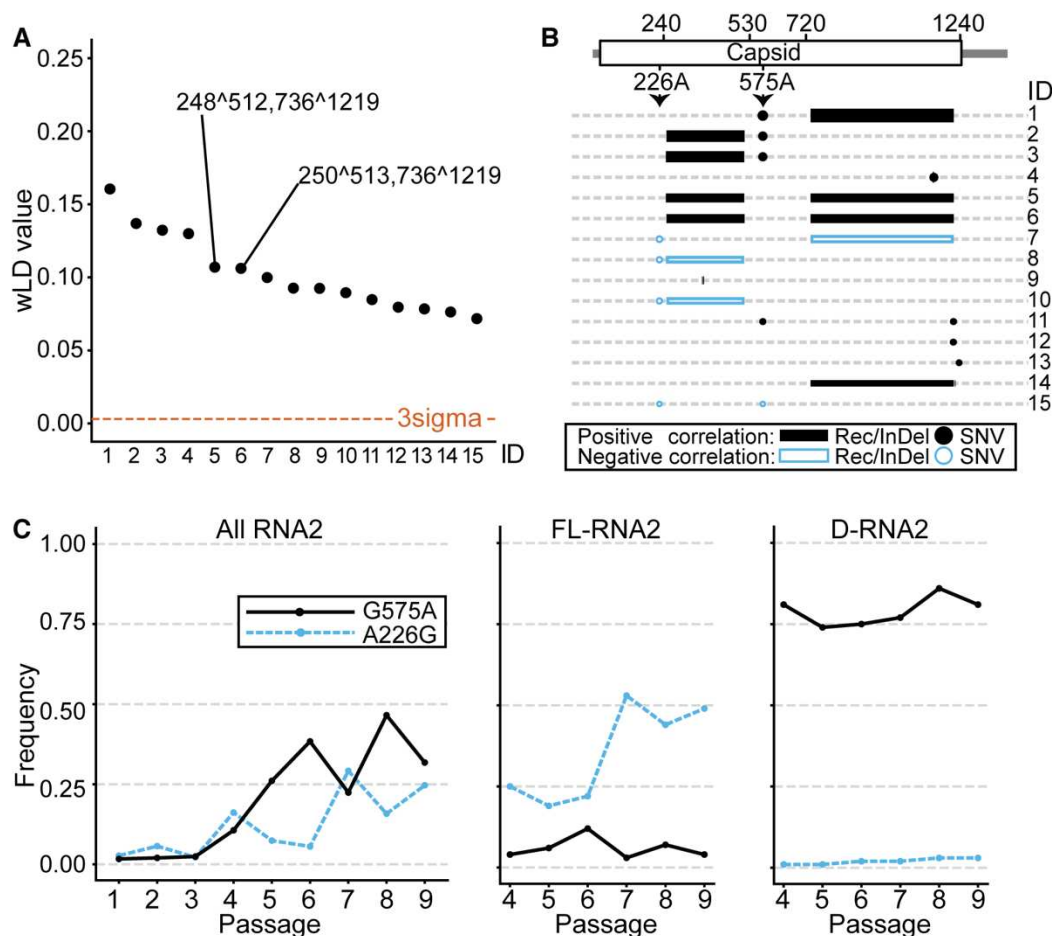 A
0.25
0.20
0.15
0.10
0.05
0.00
wLD value
248^512,736^1219
250^513,736^1219
3sigma
1 2 3 4 5 6 7 8 9 10 11 12 13 14 15 ID
B
240 530 720 1240
Capsid
226A 575A
ID
1
2
3
4
5
6
7
8
9
10
11
12
13
14
15
Positive correlation: Rec/InDel SNV
Negative correlation: Rec/InDel SNV
C
All RNA2
FL-RNA2
D-RNA2
1.00
0.75
0.50
0.25
0.00
Frequency
G575A
A226G
1 2 3 4 5 6 7 8 9
Passage
4 5 6 7 8 9
Passage
4 5 6 7 8 9
Passage